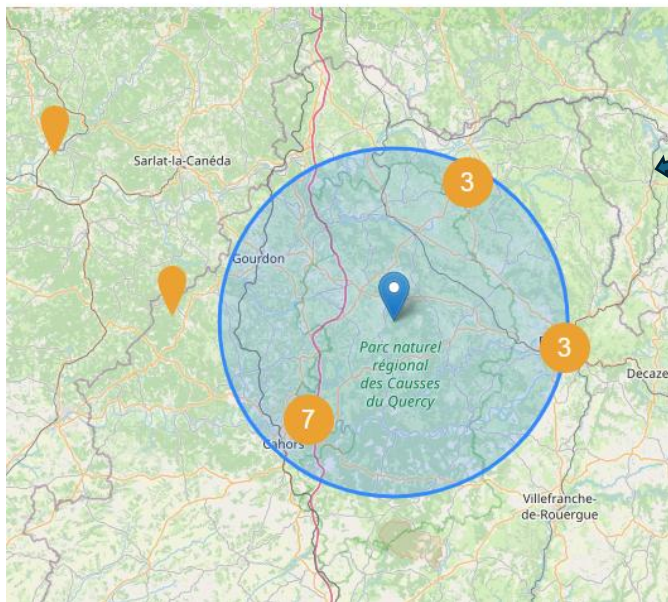 Sarlat-la-Canéda
3
Gourdon
3
Parc naturel
régional
des Causses
du Quercy
Decaze
7
Cahors
Villefranche-
de-Rouergue